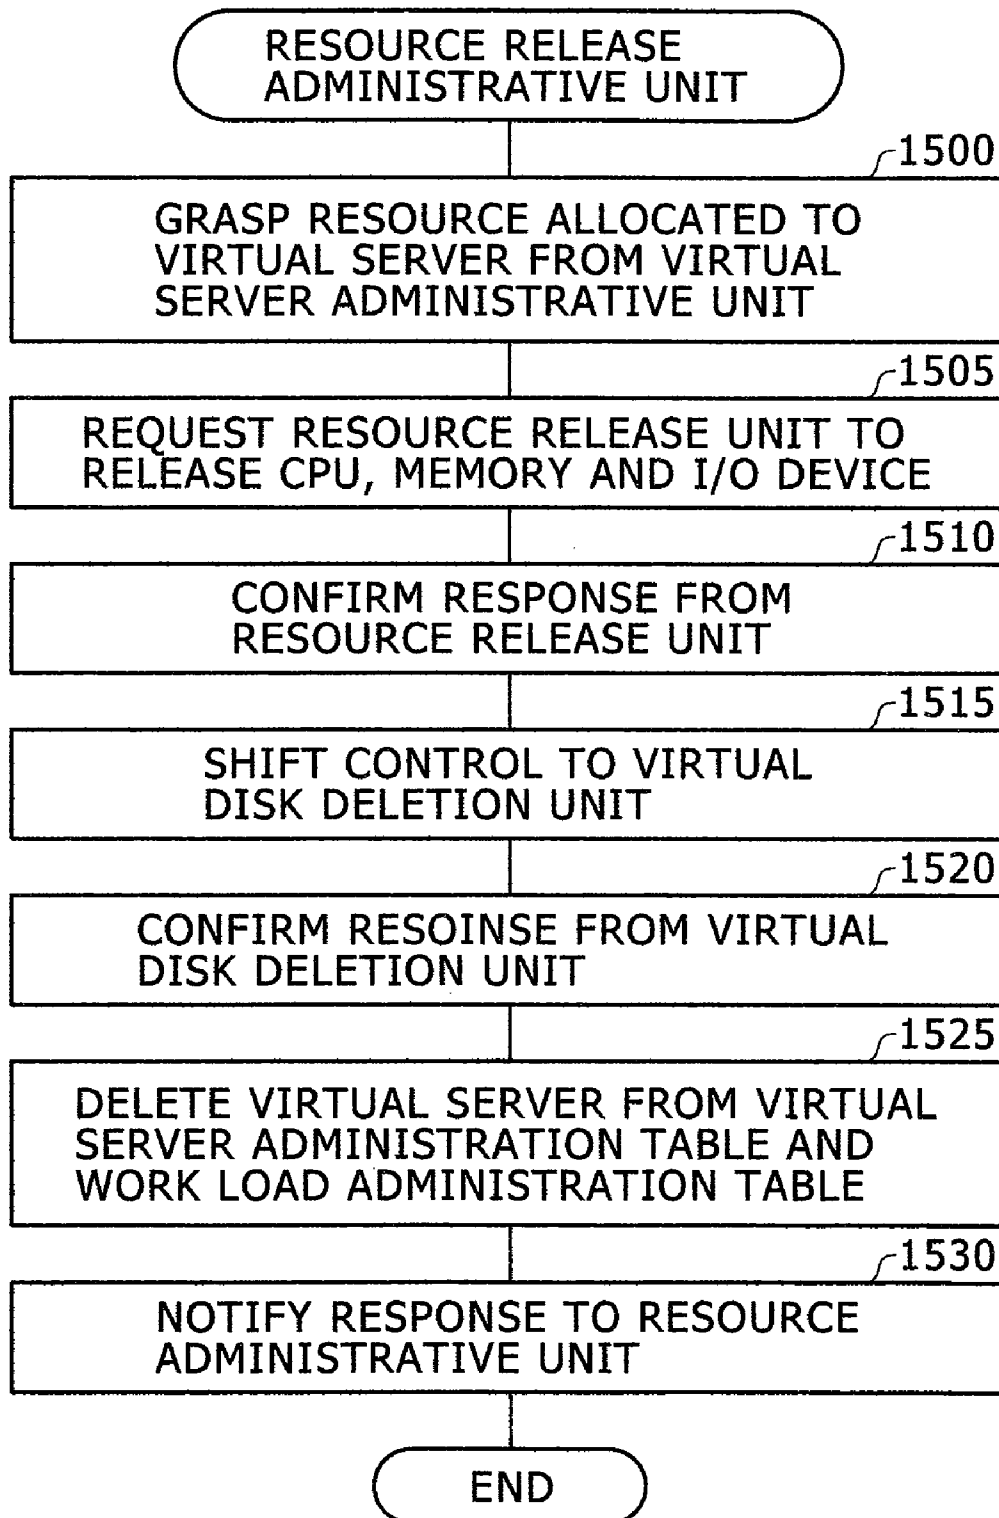 RESOURCE RELEASE
ADMINISTRATIVE UNIT
1500
GRASP RESOURCE ALLOCATED TO
VIRTUAL SERVER FROM VIRTUAL
SERVER ADMINISTRATIVE UNIT
1505
REQUEST RESOURCE RELEASE UNIT TO
RELEASE CPU, MEMORY AND I/O DEVICE
1510
CONFIRM RESPONSE FROM
RESOURCE RELEASE UNIT
1515
SHIFT CONTROL TO VIRTUAL
DISK DELETION UNIT
1520
CONFIRM RESOINSE FROM VIRTUAL
DISK DELETION UNIT
1525
DELETE VIRTUAL SERVER FROM VIRTUAL
SERVER ADMINISTRATION TABLE AND
WORK LOAD ADMINISTRATION TABLE
1530
NOTIFY RESPONSE TO RESOURCE
ADMINISTRATIVE UNIT
END